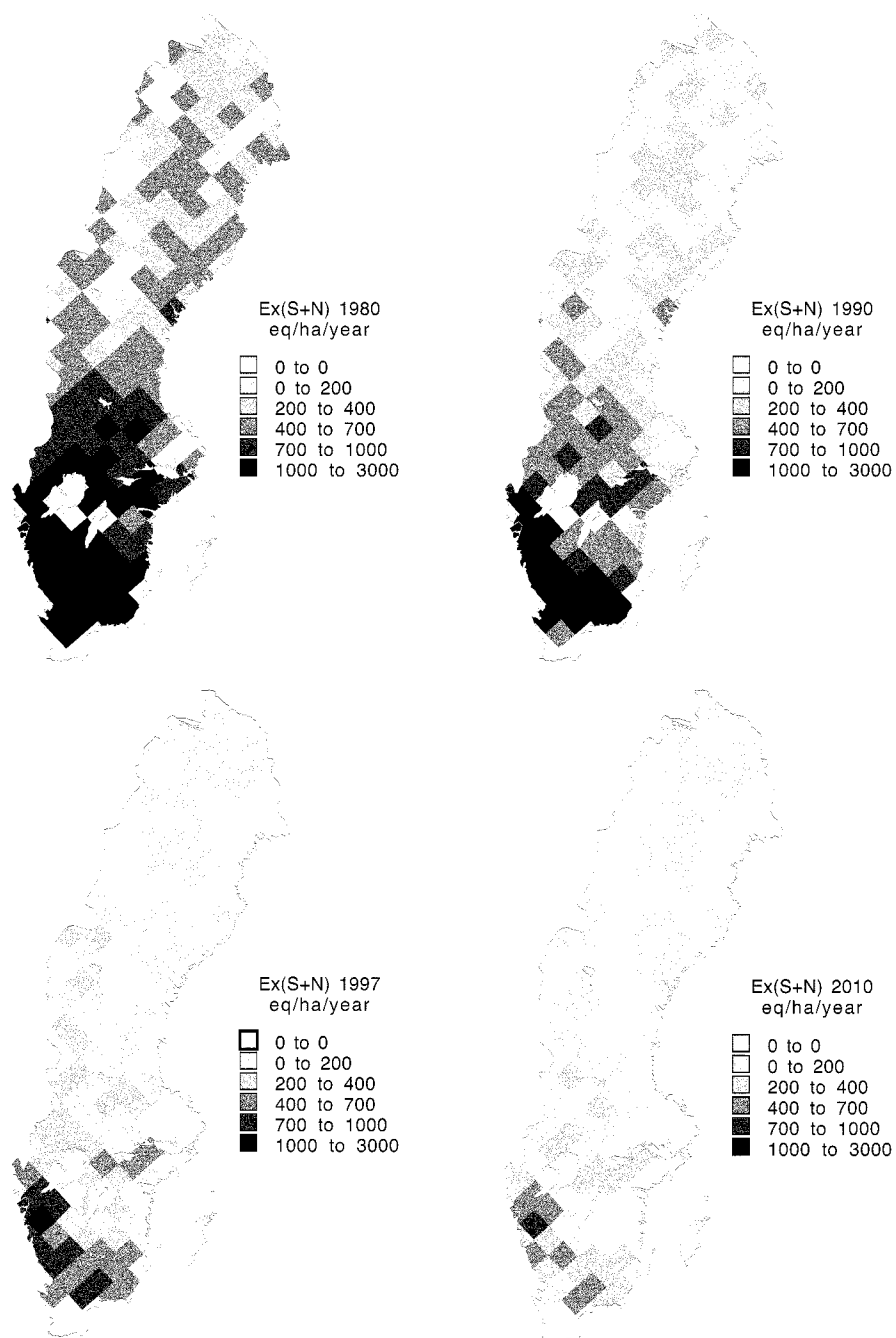 Ex(S+N) 1980
eq/ha/year
0 to 0
0 to 200
200 to 400
400 to 700
700 to 1000
1000 to 3000
Ex(S+N) 1990
eq/ha/year
0 to 0
0 to 200
200 to 400
400 to 700
700 to 1000
1000 to 3000
Ex(S+N) 1997
eq/ha/year
0 to 0
0 to 200
200 to 400
400 to 700
700 to 1000
1000 to 3000
Ex(S+N) 2010
eq/ha/year
0 to 0
0 to 200
200 to 400
400 to 700
700 to 1000
1000 to 3000